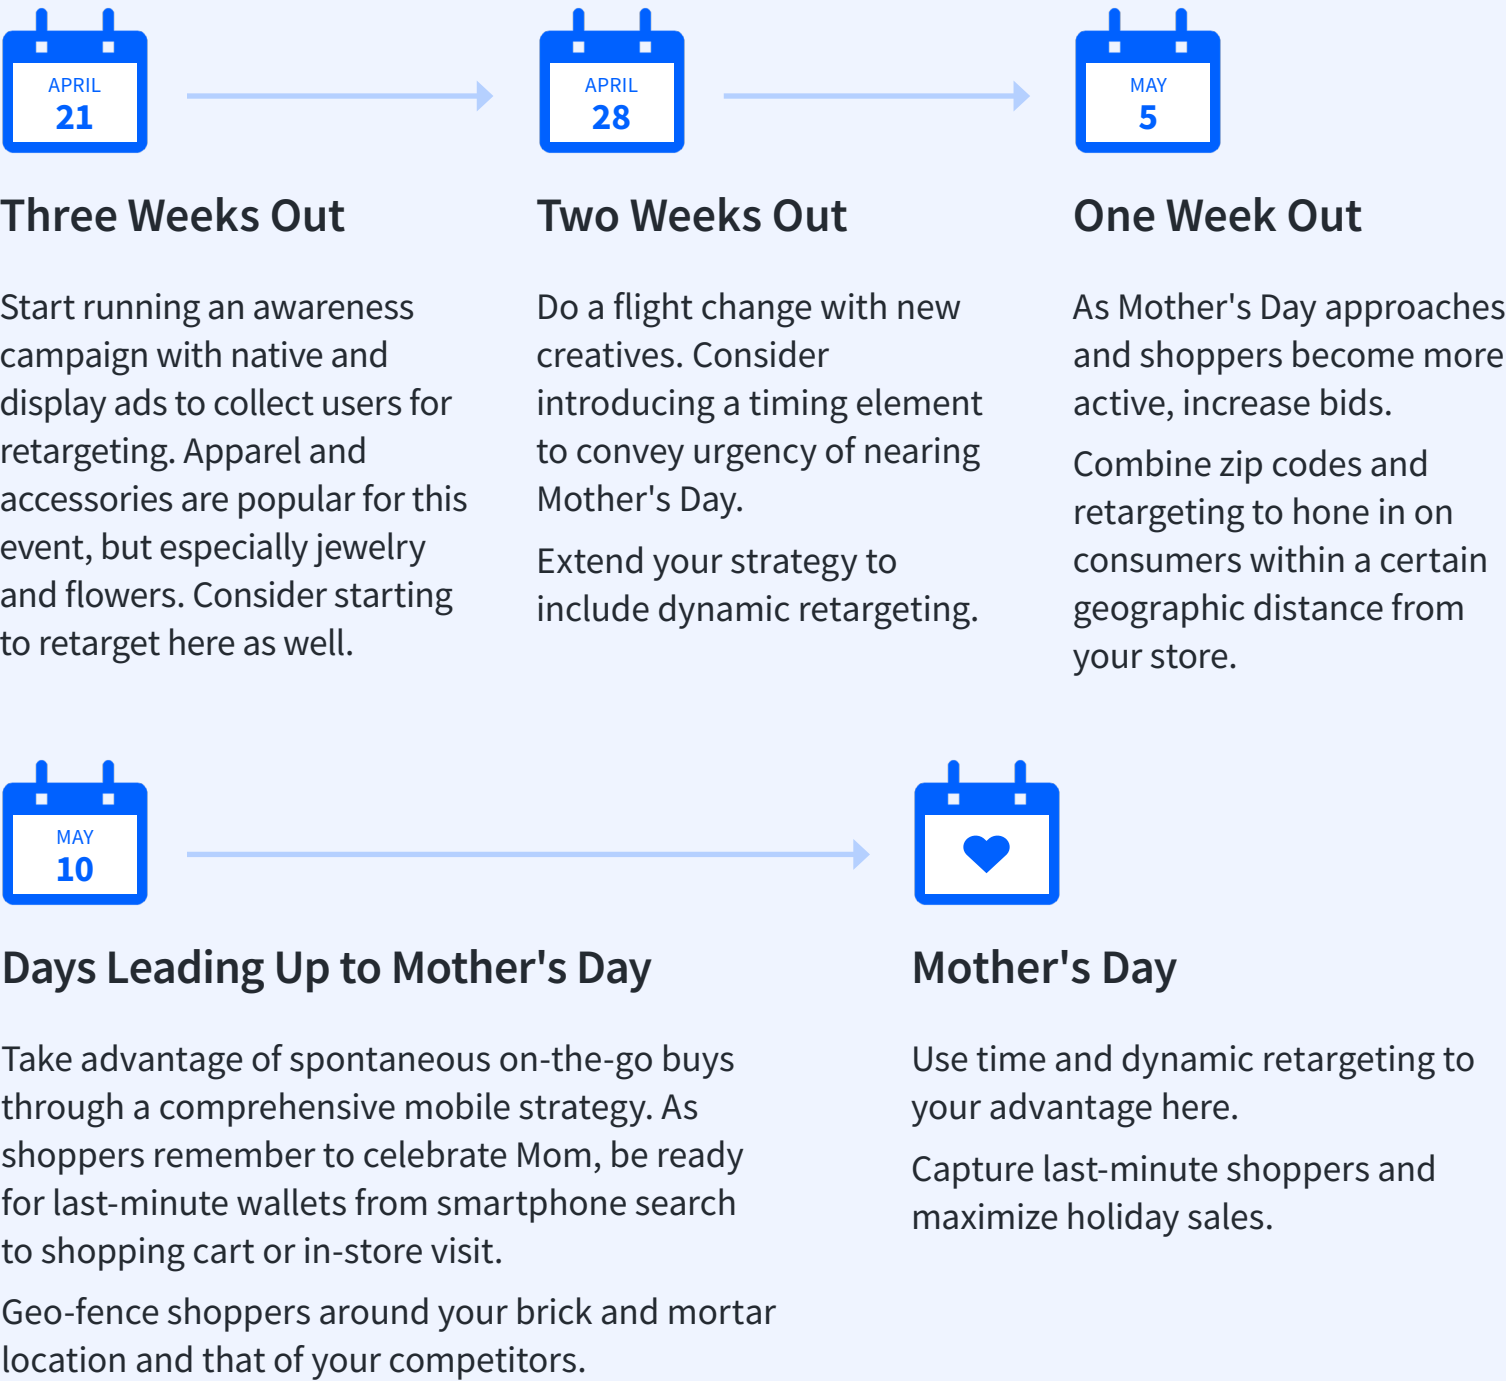 APRIL
21
Three Weeks Out
Start running an awareness
campaign with native and
display ads to collect users for
retargeting. Apparel and
accessories are popular for this
event, but especially jewelry
and flowers. Consider starting
to retarget here as well.
APRIL
28
Two Weeks Out
Do a flight change with new
creatives. Consider
introducing a timing element
to convey urgency of nearing
Mother's Day.
Extend your strategy to
include dynamic retargeting.
MAY
5
One Week Out
As Mother's Day approaches
and shoppers become more
active, increase bids.
Combine zip codes and
retargeting to hone in on
consumers within a certain
geographic distance from
your store.
MAY
10
Days Leading Up to Mother's Day
Take advantage of spontaneous on-the-go buys
through a comprehensive mobile strategy. As
shoppers remember to celebrate Mom, be ready
for last-minute wallets from smartphone search
to shopping cart or in-store visit.
Geo-fence shoppers around your brick and mortar
location and that of your competitors.
Mother's Day
Use time and dynamic retargeting to
your advantage here.
Capture last-minute shoppers and
maximize holiday sales.